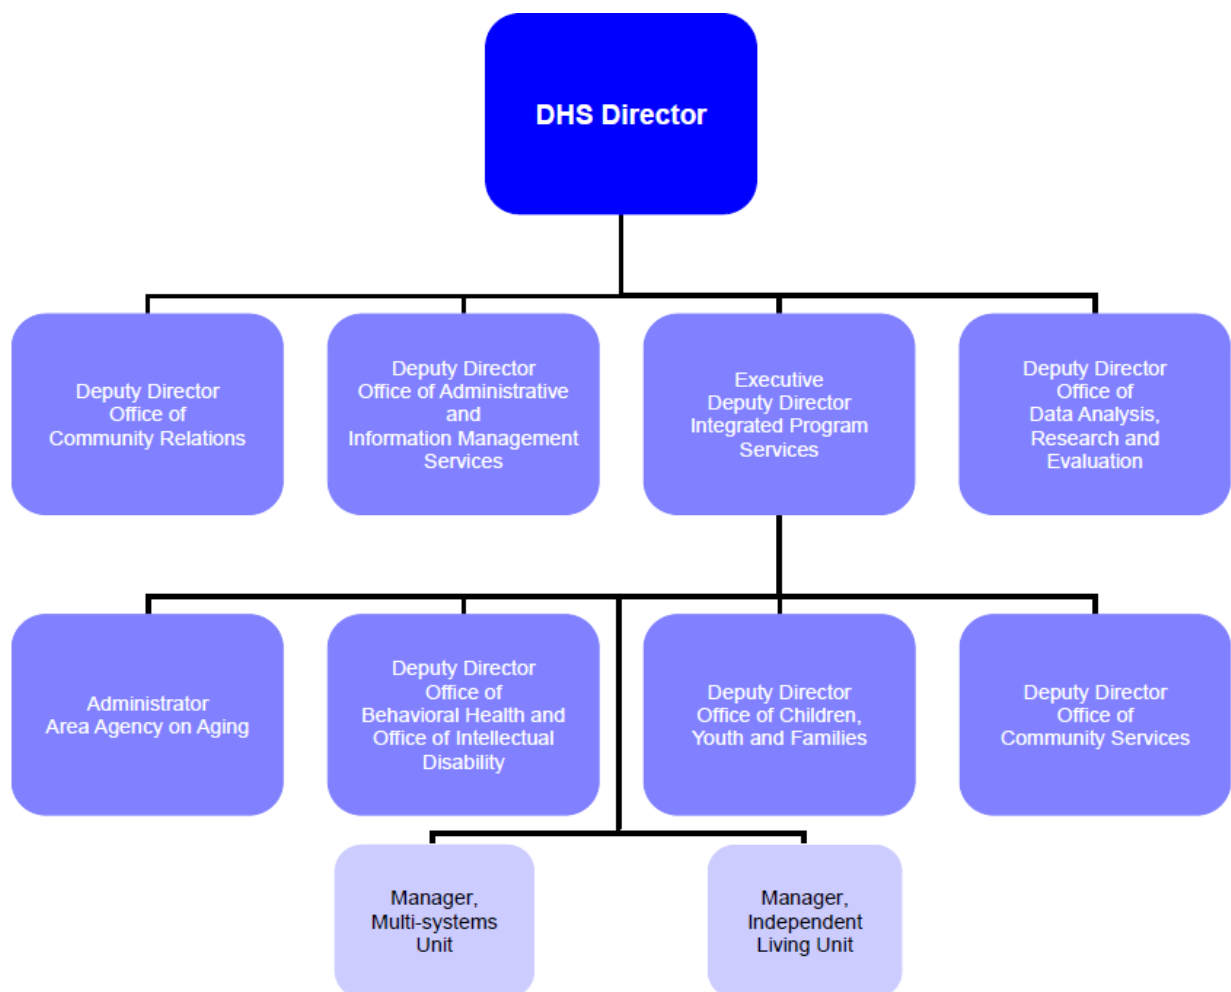 DHS Director
Deputy Director
Office of
Community Relations
Deputy Director
Office of Administrative
and
Information Management
Services
Executive
Deputy Director
Integrated Program
Services
Deputy Director
Office of
Data Analysis,
Research and
Evaluation
Administrator
Area Agency on Aging
Deputy Director
Office of
Behavioral Health and
Office of Intellectual
Disability
Deputy Director
Office of Children,
Youth and Families
Deputy Director
Office of
Community Services
Manager,
Multi-systems
Unit
Manager,
Independent
Living Unit